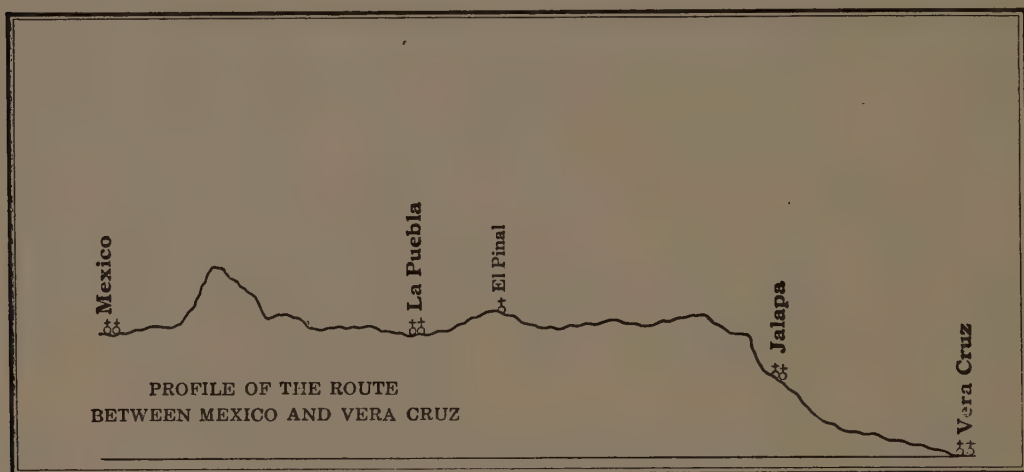 Mexico
La Puebla
El Pinal
Jalapa
Vera Cruz
PROFILE OF THE ROUTE
BETWEEN MEXICO AND VERA CRUZ